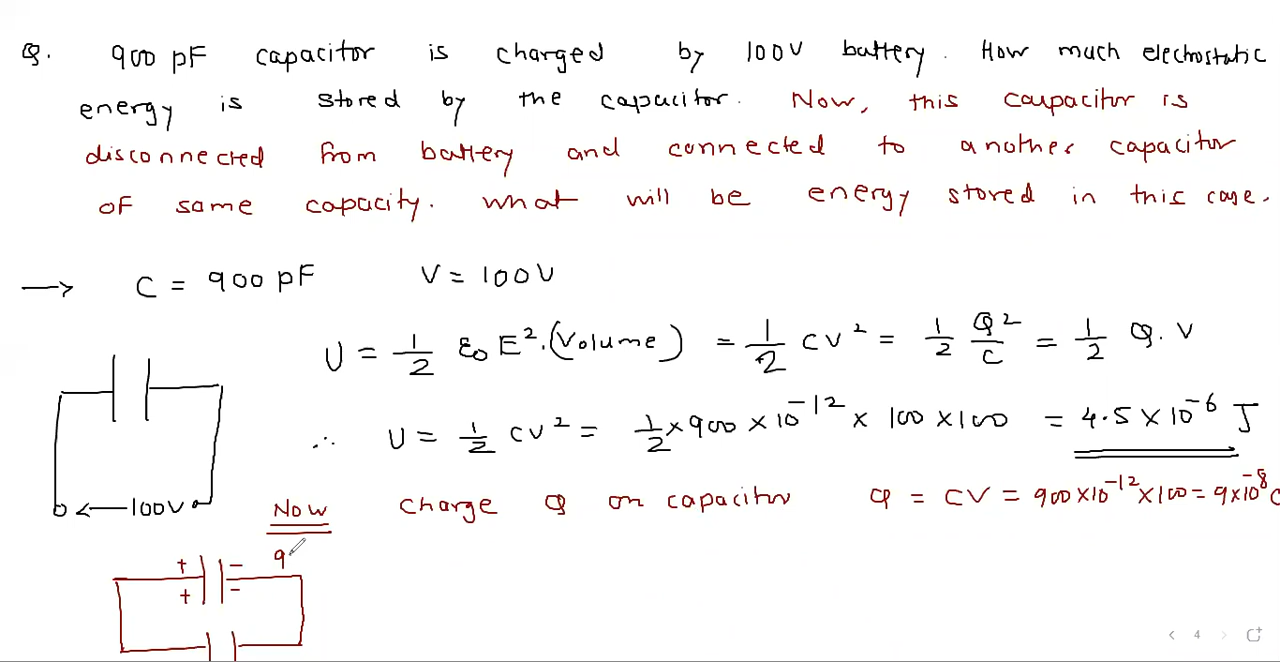 Q. 900 pF capacitor is charged by 100V battery. How much electrostatic
energy is stored by the capacitor. Now, this capacitor is
disconnected from battery and connected to another capacitor
of same capacity. What will be energy stored in this case.
→ C = 900 pF V = 100V
U = 1/2 ε₀ E². (Volume) = 1/2 CV² = 1/2 Q²/C = 1/2 Q.V
∴ U = 1/2 CV² = 1/2 × 900 × 10⁻¹² × 100 × 100 = 4.5 × 10⁻⁶ J
←100V
Now charge Q on capacitor q = CV = 900×10⁻¹²×100 = 9×10⁻⁸ C
+ − 9
+ −
4